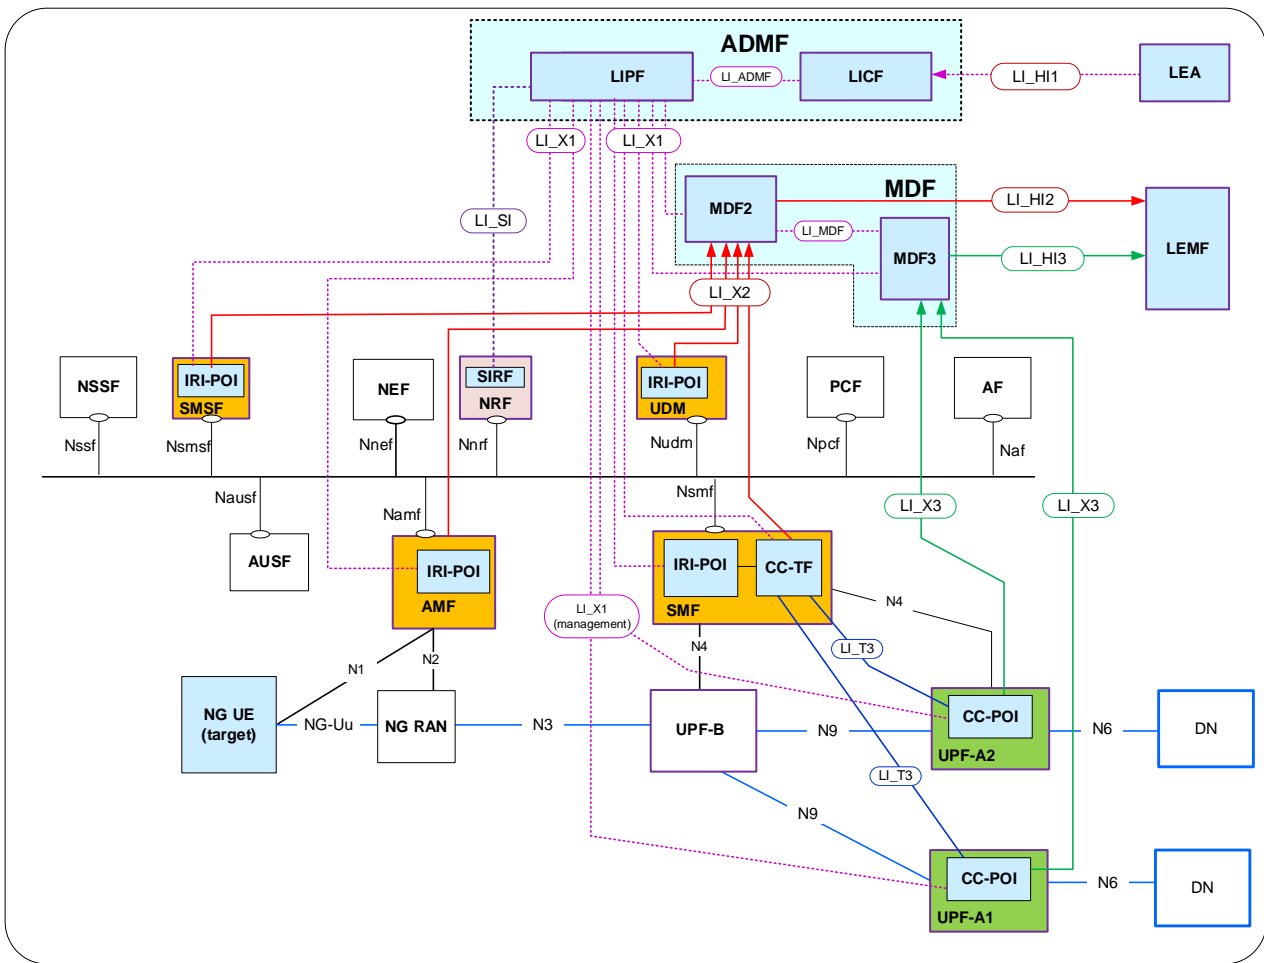 ADMF
LIPF
LI_ADMF
LICF
LI_HI1
LEA
LI_X1
LI_X1
MDF
MDF2
LI_HI2
LI_SI
LI_MDF
MDF3
LI_HI3
LEMF
LI_X2
NSSF
IRI-POI
SMSF
NEF
SIRF
NRF
IRI-POI
UDM
PCF
AF
Nssf
Nsmsf
Nnef
Nnrf
Nudm
Npcf
Naf
Nausf
Namf
Nsmf
LI_X3
LI_X3
AUSF
IRI-POI
AMF
IRI-POI
CC-TF
SMF
LI_X1
(management)
N4
N4
LI_T3
N1
N2
NG UE
(target)
NG-Uu
NG RAN
N3
UPF-B
N9
CC-POI
UPF-A2
N6
DN
LI_T3
N9
CC-POI
UPF-A1
N6
DN